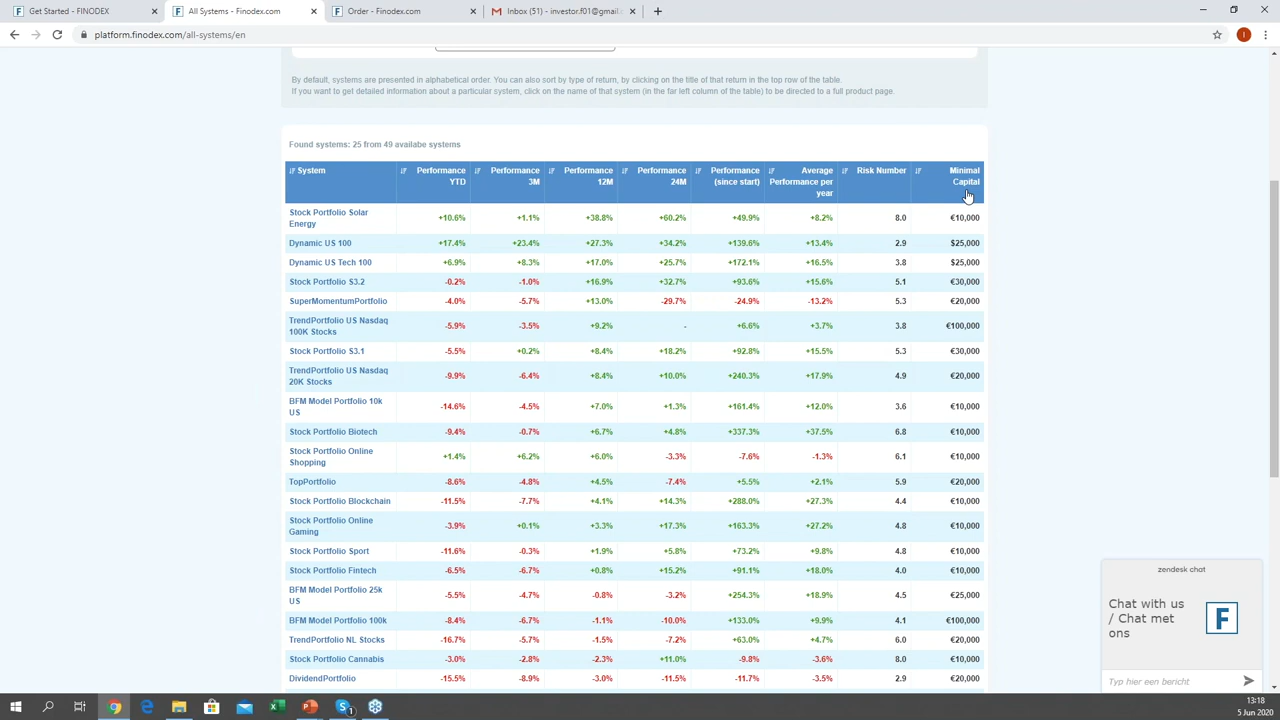 Get Started - FINODEX
All Systems - Finodex.com
Order - Finodex.com
Inbox (51) - investor.f01@gmail.
platform.finodex.com/all-systems/en
I
By default, systems are presented in alphabetical order. You can also sort by type of return, by clicking on the title of that return in the top row of the table.
If you want to get detailed information about a particular system, click on the name of that system (in the far left column of the table) to be directed to a full product page.
Found systems: 25 from 49 availabe systems
System Performance YTD Performance 3M Performance 12M Performance 24M Performance (since start) Average Performance per year Risk Number Minimal Capital
Stock Portfolio Solar Energy +10.6% +1.1% +38.8% +60.2% +49.9% +8.2% 8.0 €10,000
Dynamic US 100 +17.4% +23.4% +27.3% +34.2% +139.6% +13.4% 2.9 $25,000
Dynamic US Tech 100 +6.9% +8.3% +17.0% +25.7% +172.1% +16.5% 3.8 $25,000
Stock Portfolio S3.2 -0.2% -1.0% +16.9% +32.7% +93.6% +15.6% 5.1 €30,000
SuperMomentumPortfolio -4.0% -5.7% +13.0% -29.7% -24.9% -13.2% 5.3 €20,000
TrendPortfolio US Nasdaq 100K Stocks -5.9% -3.5% +9.2% - +6.6% +3.7% 3.8 €100,000
Stock Portfolio S3.1 -5.5% +0.2% +8.4% +18.2% +92.8% +15.5% 5.3 €30,000
TrendPortfolio US Nasdaq 20K Stocks -9.9% -6.4% +8.4% +10.0% +240.3% +17.9% 4.9 €20,000
BFM Model Portfolio 10k US -14.6% -4.5% +7.0% +1.3% +161.4% +12.0% 3.6 €10,000
Stock Portfolio Biotech -9.4% -0.7% +6.7% +4.8% +337.3% +37.5% 6.8 €10,000
Stock Portfolio Online Shopping +1.4% +6.2% +6.0% -3.3% -7.6% -1.3% 6.1 €10,000
TopPortfolio -8.6% -4.8% +4.5% -7.4% +5.5% +2.1% 5.9 €20,000
Stock Portfolio Blockchain -11.5% -7.7% +4.1% +14.3% +288.0% +27.3% 4.4 €10,000
Stock Portfolio Online Gaming -3.9% +0.1% +3.3% +17.3% +163.3% +27.2% 4.8 €10,000
Stock Portfolio Sport -11.6% -0.3% +1.9% +5.8% +73.2% +9.8% 4.8 €10,000
Stock Portfolio Fintech -6.5% -6.7% +0.8% +15.2% +91.1% +18.0% 4.0 €10,000
BFM Model Portfolio 25k US -5.5% -4.7% -0.8% -3.2% +254.3% +18.9% 4.5 €25,000
BFM Model Portfolio 100k -8.4% -6.7% -1.1% -10.0% +133.0% +9.9% 4.1 €100,000
TrendPortfolio NL Stocks -16.7% -5.7% -1.5% -7.2% +63.0% +4.7% 6.0 €20,000
Stock Portfolio Cannabis -3.0% -2.8% -2.3% +11.0% -9.8% -3.6% 8.0 €10,000
DividendPortfolio -15.5% -8.9% -3.0% -11.5% -11.7% -3.5% 2.9 €20,000
zendesk chat
Chat with us
/ Chat met
ons
F
Typ hier een bericht
13:18
5 Jun 2020